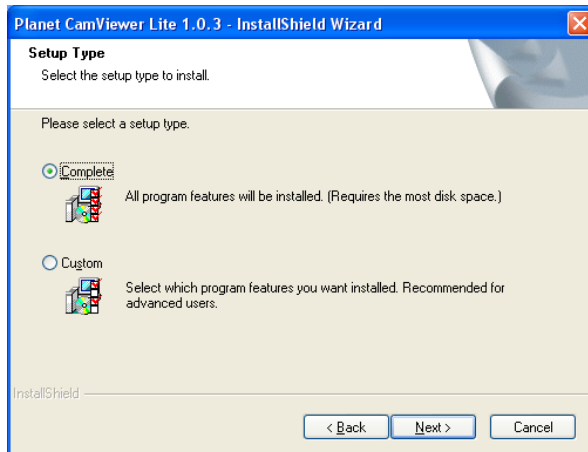 Planet CamViewer Lite 1.0.3 - InstallShield Wizard
Setup Type
Select the setup type to install.
Please select a setup type.
Complete
All program features will be installed. (Requires the most disk space.)
Custom
Select which program features you want installed. Recommended for
advanced users.
InstallShield
< Back Next > Cancel